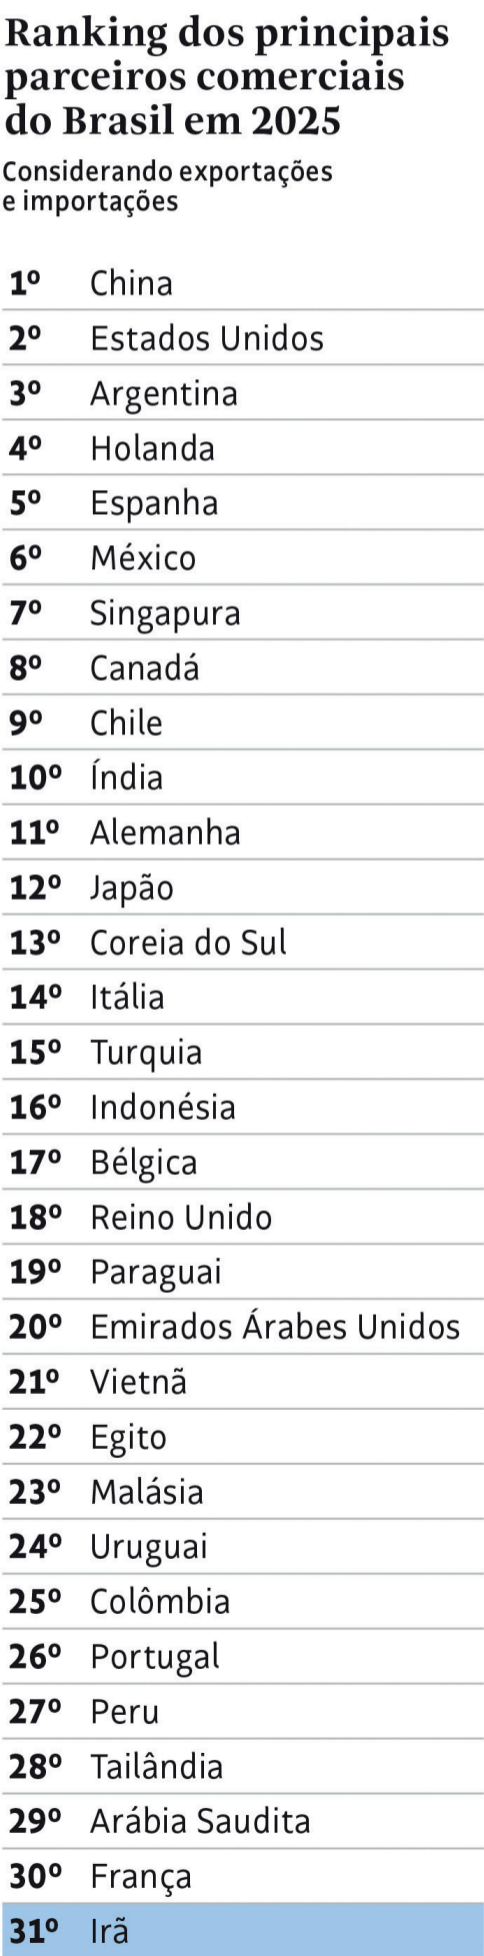 Ranking dos principais
parceiros comerciais
do Brasil em 2025
Considerando exportações
e importações
1º China
2º Estados Unidos
3º Argentina
4º Holanda
5º Espanha
6º México
7º Singapura
8º Canadá
9º Chile
10º Índia
11º Alemanha
12º Japão
13º Coreia do Sul
14º Itália
15º Turquia
16º Indonésia
17º Bélgica
18º Reino Unido
19º Paraguai
20º Emirados Árabes Unidos
21º Vietnã
22º Egito
23º Malásia
24º Uruguai
25º Colômbia
26º Portugal
27º Peru
28º Tailândia
29º Arábia Saudita
30º França
31º Irã